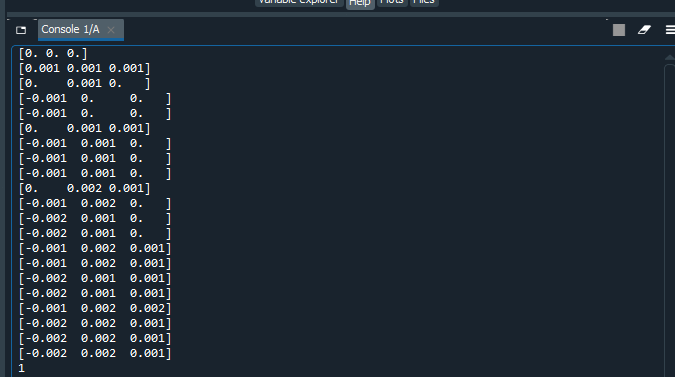 Variable Explorer Help Plots Files
Console 1/A
[0. 0. 0.]
[0.001 0.001 0.001]
[0.    0.001 0.   ]
[-0.001  0.     0.   ]
[-0.001  0.     0.   ]
[0.    0.001 0.001]
[-0.001  0.001  0.   ]
[-0.001  0.001  0.   ]
[-0.001  0.001  0.   ]
[0.    0.002 0.001]
[-0.001  0.002  0.   ]
[-0.002  0.001  0.   ]
[-0.002  0.001  0.   ]
[-0.001  0.002  0.001]
[-0.001  0.002  0.001]
[-0.002  0.001  0.001]
[-0.002  0.001  0.001]
[-0.001  0.002  0.002]
[-0.002  0.002  0.001]
[-0.002  0.002  0.001]
[-0.002  0.002  0.001]
1